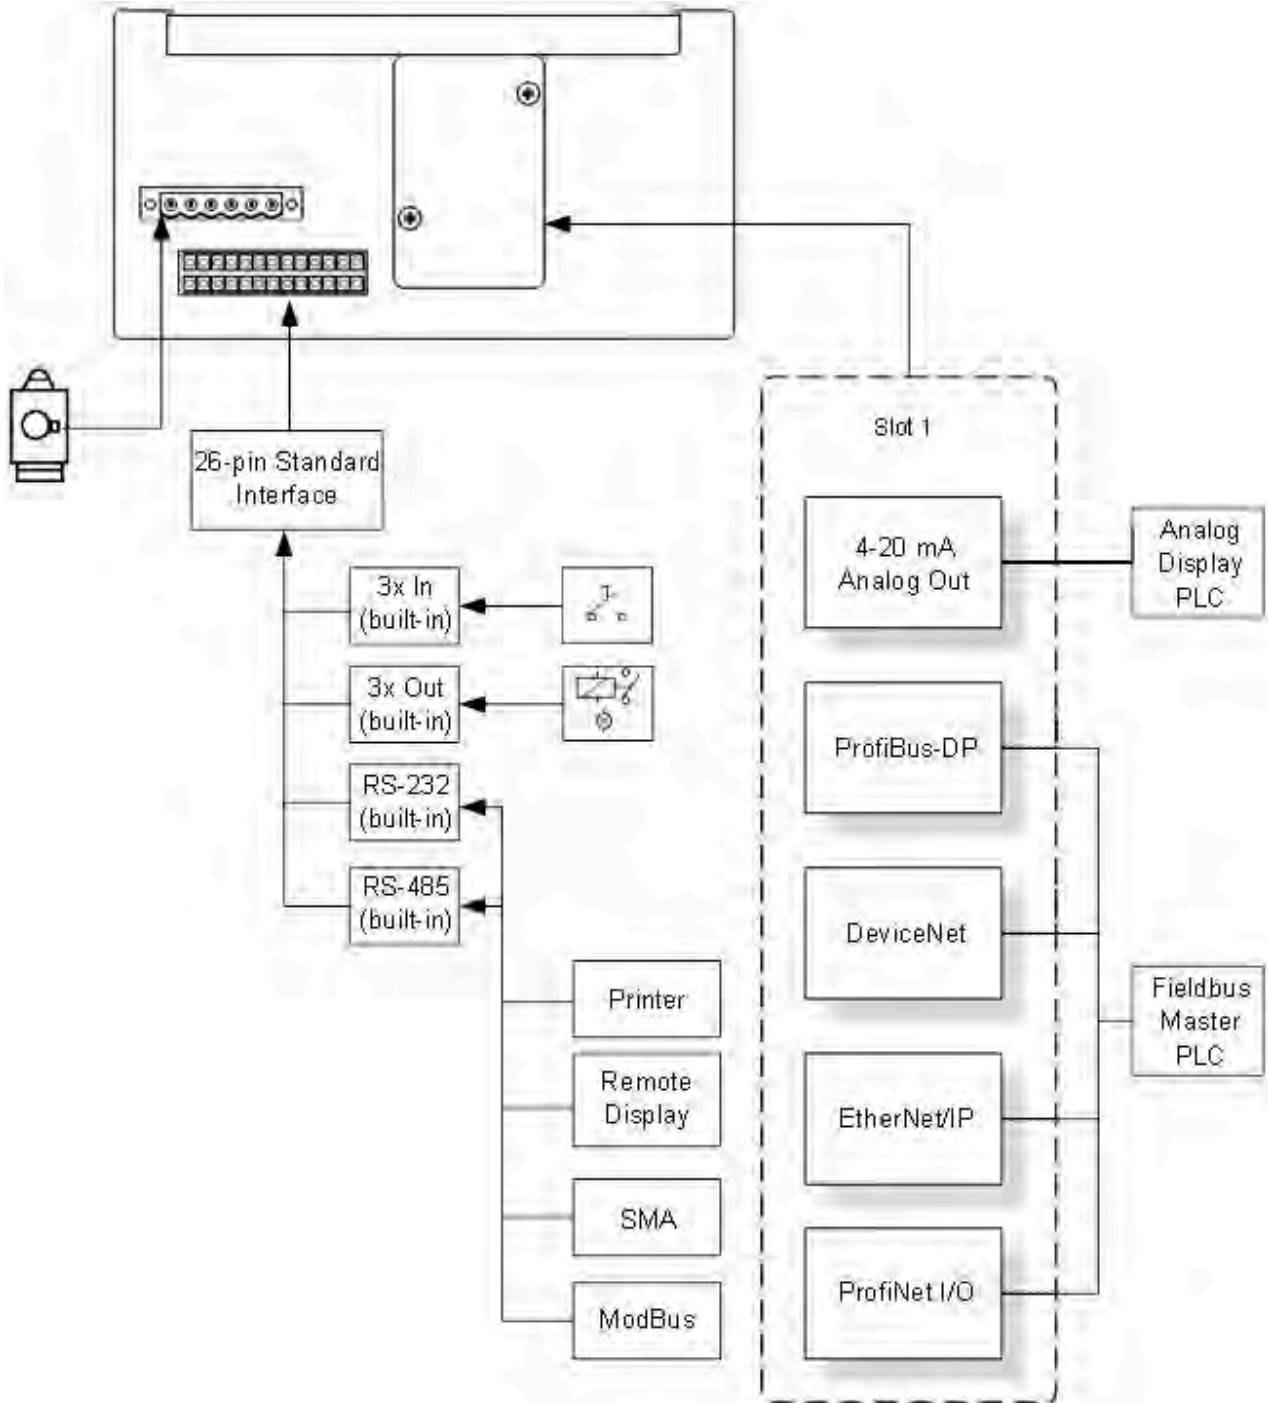 26-pin Standard
Interface
3x In
(built-in)
3x Out
(built-in)
RS-232
(built-in)
RS-485
(built-in)
Printer
Remote
Display
SMA
ModBus
Slot 1
4-20 mA
Analog Out
ProfiBus-DP
DeviceNet
EtherNet/IP
ProfiNet I/O
Analog
Display
PLC
Fieldbus
Master
PLC